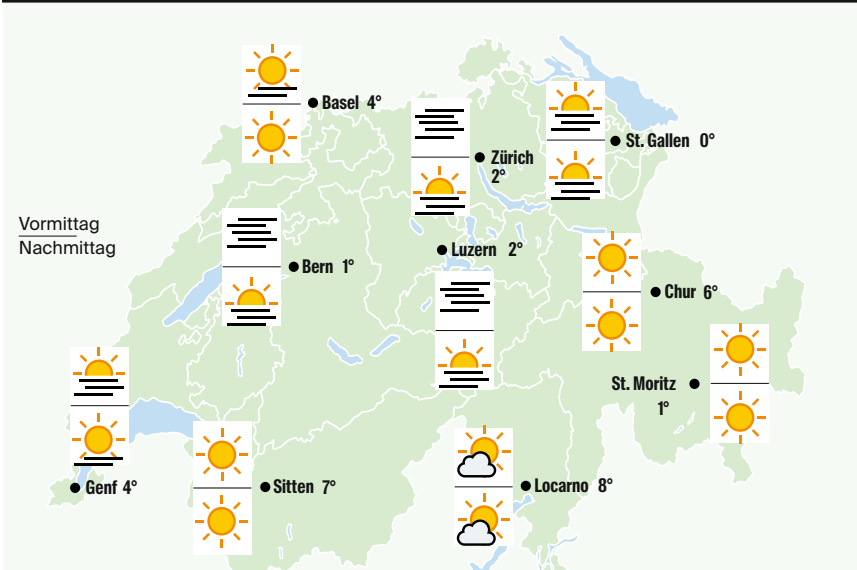 Basel 4°
St. Gallen 0°
Zürich
2°
Vormittag
Nachmittag
Luzern 2°
Bern 1°
Chur 6°
St. Moritz
1°
Genf 4°
Sitten 7°
Locarno 8°